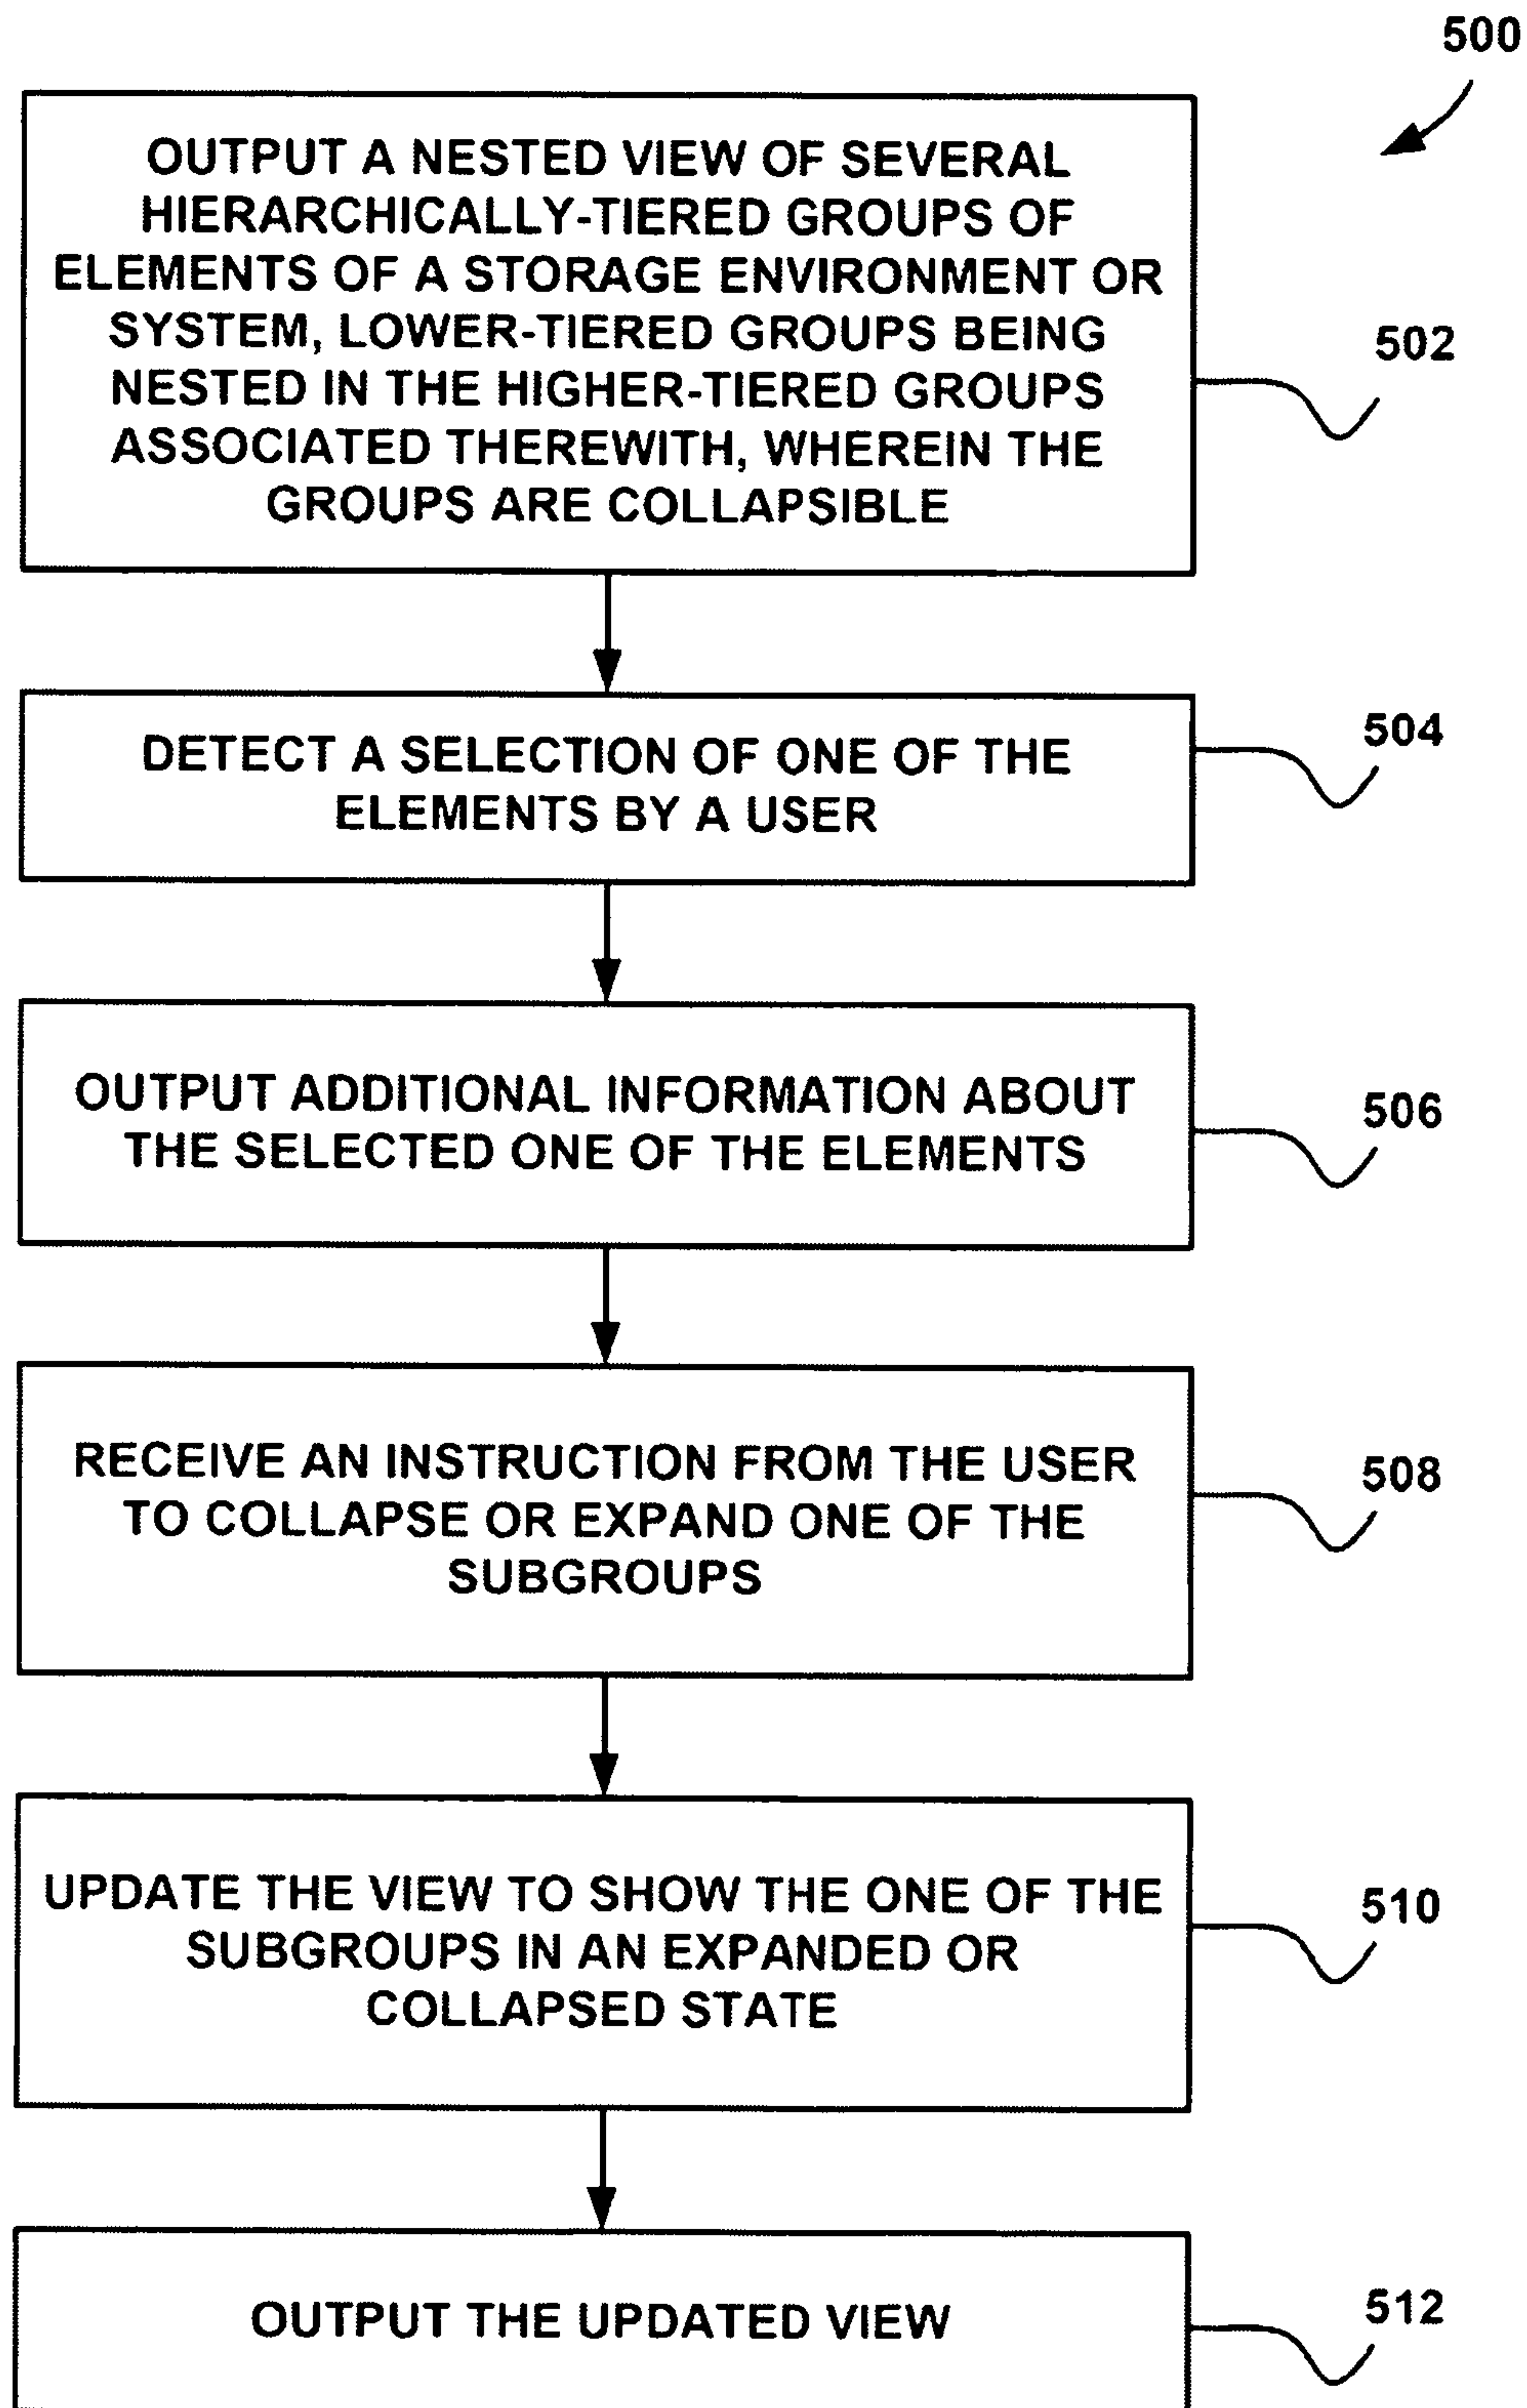 500
OUTPUT A NESTED VIEW OF SEVERAL
HIERARCHICALLY-TIERED GROUPS OF
ELEMENTS OF A STORAGE ENVIRONMENT OR
SYSTEM, LOWER-TIERED GROUPS BEING
NESTED IN THE HIGHER-TIERED GROUPS
ASSOCIATED THEREWITH, WHEREIN THE
GROUPS ARE COLLAPSIBLE
502
DETECT A SELECTION OF ONE OF THE
ELEMENTS BY A USER
504
OUTPUT ADDITIONAL INFORMATION ABOUT
THE SELECTED ONE OF THE ELEMENTS
506
RECEIVE AN INSTRUCTION FROM THE USER
TO COLLAPSE OR EXPAND ONE OF THE
SUBGROUPS
508
UPDATE THE VIEW TO SHOW THE ONE OF THE
SUBGROUPS IN AN EXPANDED OR
COLLAPSED STATE
510
OUTPUT THE UPDATED VIEW
512